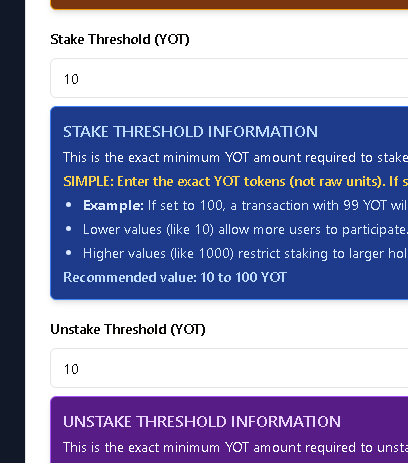 Stake Threshold (YOT)
10
STAKE THRESHOLD INFORMATION
This is the exact minimum YOT amount required to stake
SIMPLE: Enter the exact YOT tokens (not raw units). If
• Example: If set to 100, a transaction with 99 YOT
• Lower values (like 10) allow more users to participate.
• Higher values (like 1000) restrict staking to larger
Recommended value: 10 to 100 YOT
Unstake Threshold (YOT)
10
UNSTAKE THRESHOLD INFORMATION
This is the exact minimum YOT amount required to